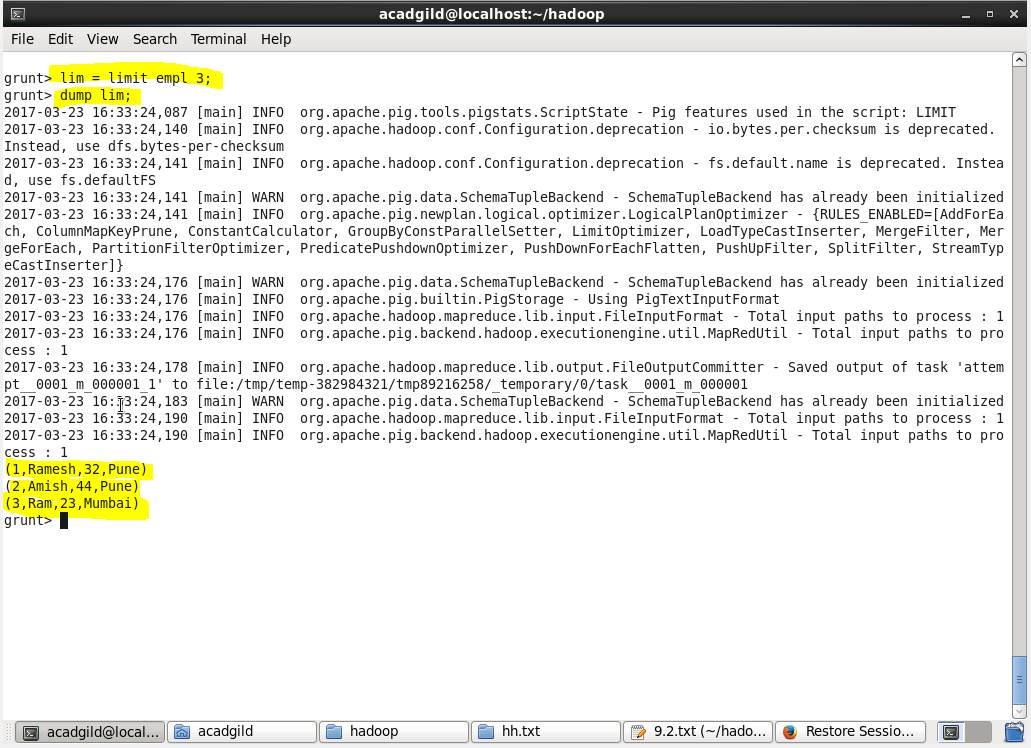 acadgild@localhost:~/hadoop
File Edit View Search Terminal Help
grunt> lim = limit empl 3;
grunt> dump lim;
2017-03-23 16:33:24,087 [main] INFO  org.apache.pig.tools.pigstats.ScriptState - Pig features used in the script: LIMIT
2017-03-23 16:33:24,140 [main] INFO  org.apache.hadoop.conf.Configuration.deprecation - io.bytes.per.checksum is deprecated.
Instead, use dfs.bytes-per-checksum
2017-03-23 16:33:24,141 [main] INFO  org.apache.hadoop.conf.Configuration.deprecation - fs.default.name is deprecated. Instea
d, use fs.defaultFS
2017-03-23 16:33:24,141 [main] WARN  org.apache.pig.data.SchemaTupleBackend - SchemaTupleBackend has already been initialized
2017-03-23 16:33:24,141 [main] INFO  org.apache.pig.newplan.logical.optimizer.LogicalPlanOptimizer - {RULES_ENABLED=[AddForEa
ch, ColumnMapKeyPrune, ConstantCalculator, GroupByConstParallelSetter, LimitOptimizer, LoadTypeCastInserter, MergeFilter, Mer
geForEach, PartitionFilterOptimizer, PredicatePushdownOptimizer, PushDownForEachFlatten, PushUpFilter, SplitFilter, StreamTyp
eCastInserter]}
2017-03-23 16:33:24,176 [main] WARN  org.apache.pig.data.SchemaTupleBackend - SchemaTupleBackend has already been initialized
2017-03-23 16:33:24,176 [main] INFO  org.apache.pig.builtin.PigStorage - Using PigTextInputFormat
2017-03-23 16:33:24,176 [main] INFO  org.apache.hadoop.mapreduce.lib.input.FileInputFormat - Total input paths to process : 1
2017-03-23 16:33:24,176 [main] INFO  org.apache.pig.backend.hadoop.executionengine.util.MapRedUtil - Total input paths to pro
cess : 1
2017-03-23 16:33:24,178 [main] INFO  org.apache.hadoop.mapreduce.lib.output.FileOutputCommitter - Saved output of task 'attem
pt__0001_m_000001_1' to file:/tmp/temp-382984321/tmp89216258/_temporary/0/task__0001_m_000001
2017-03-23 16:33:24,183 [main] WARN  org.apache.pig.data.SchemaTupleBackend - SchemaTupleBackend has already been initialized
2017-03-23 16:33:24,190 [main] INFO  org.apache.hadoop.mapreduce.lib.input.FileInputFormat - Total input paths to process : 1
2017-03-23 16:33:24,190 [main] INFO  org.apache.pig.backend.hadoop.executionengine.util.MapRedUtil - Total input paths to pro
cess : 1
(1,Ramesh,32,Pune)
(2,Amish,44,Pune)
(3,Ram,23,Mumbai)
grunt>
acadgild@local... acadgild hadoop hh.txt 9.2.txt (~/hado... Restore Sessio...